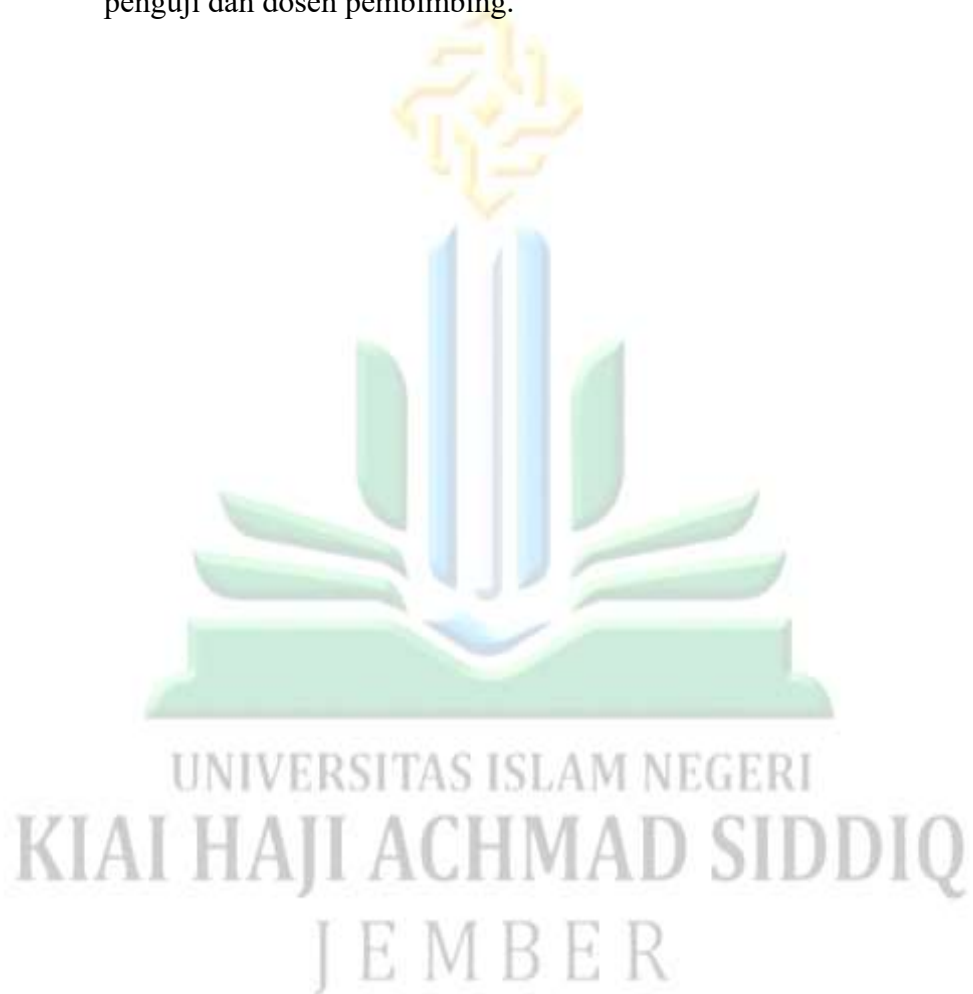 penguji dan dosen pembimbing.
UNIVERSITAS ISLAM NEGERI
KIAI HAJI ACHMAD SIDDIQ
JEMBER